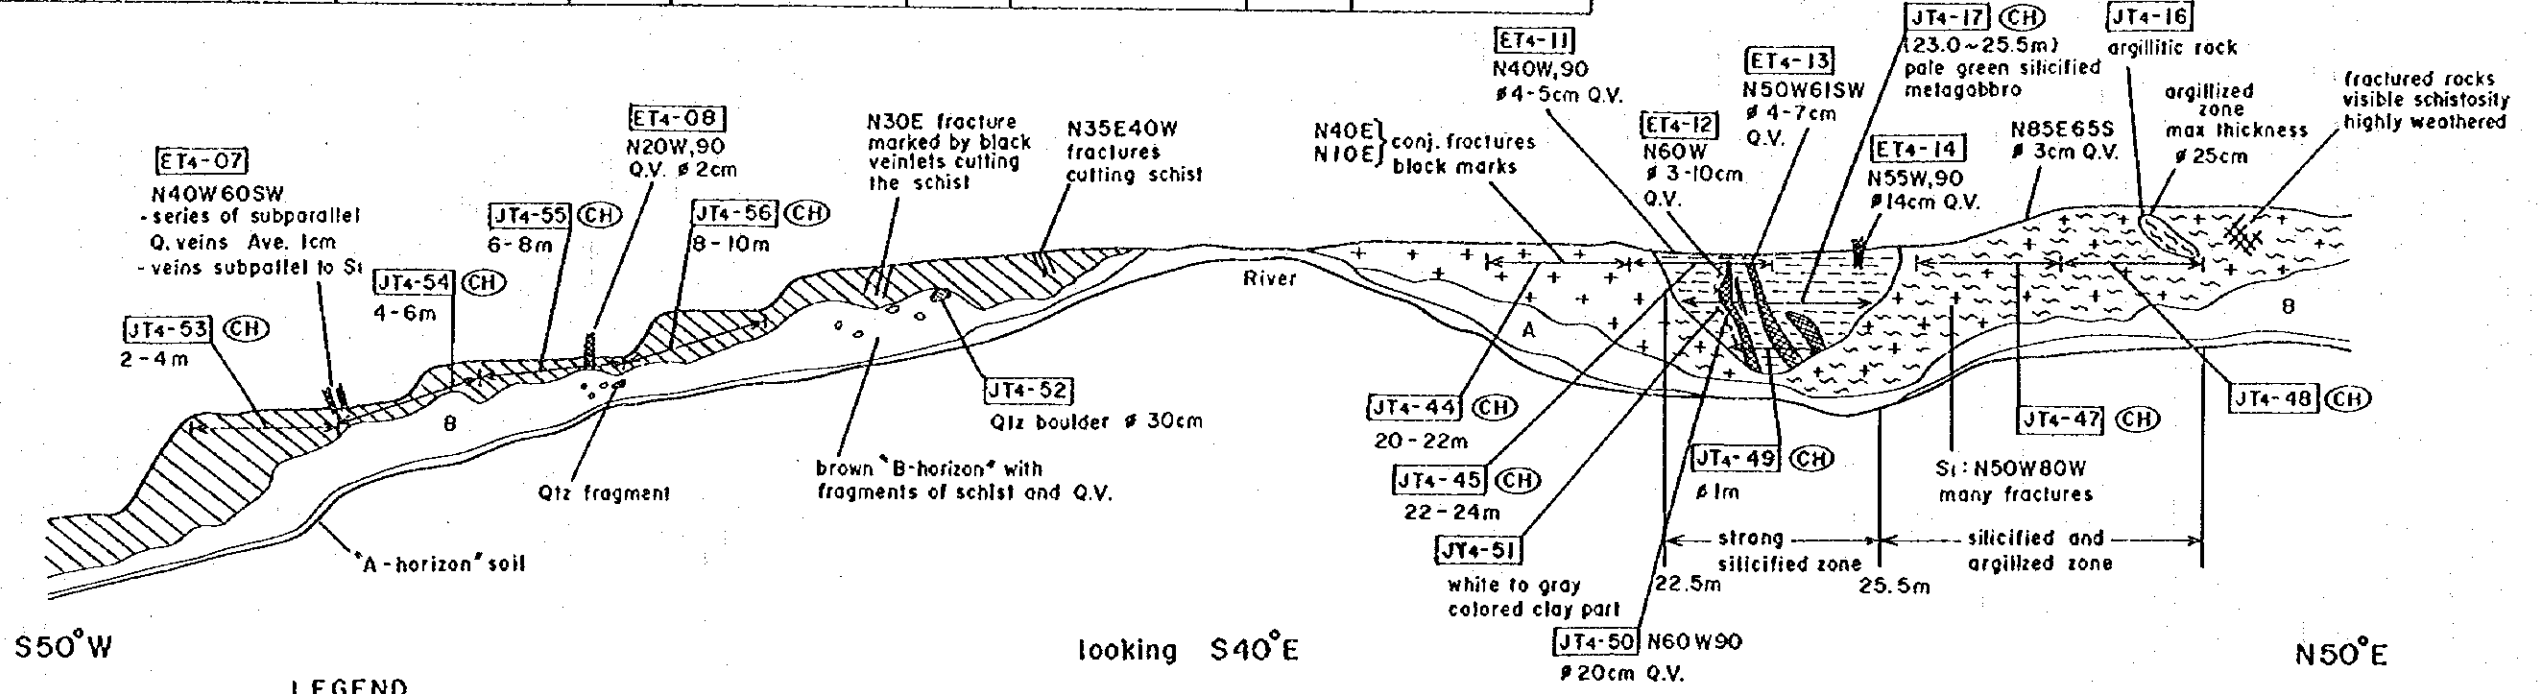 ET4-07
N40W60SW
-series of subparallel
Q. veins Ave. 1cm
-veins subpallel to S1
JT4-53 CH
2-4m
JT4-54 CH
4-6m
JT4-55 CH
6-8m
ET4-08
N20W,90
Q.V. ø 2cm
JT4-56 CH
8-10m
N30E fracture
marked by black
veinlets cutting
the schist
N35E40W
fractures
cutting schist
JT4-52
Qtz boulder ø 30cm
brown "B-horizon" with
fragments of schist and Q.V.
Qtz fragment
"A-horizon" soil
B
River
N40E
N10E
conj. fractures
black marks
ET4-11
N40W,90
ø4-5cm Q.V.
ET4-12
N60W
ø 3-10cm
Q.V.
ET4-13
N50W61SW
ø 4-7cm
Q.V.
JT4-17 CH
(23.0~25.5m)
pale green silicified
metagabbro
ET4-14
N55W,90
ø14cm Q.V.
JT4-16
argillitic rock
argillized
zone
max thickness
ø 25cm
N85E65S
ø 3cm Q.V.
fractured rocks
visible schistosity
highly weathered
A
B
JT4-44 CH
20-22m
JT4-45 CH
22-24m
JT4-51
white to gray
colored clay part
JT4-50 N60W90
ø20cm Q.V.
JT4-49 CH
ø1m
JT4-47 CH
JT4-48 CH
S1:N50W80W
many fractures
strong
silicified zone
silicified and
argillzed zone
22.5m
25.5m
S50°W
looking S40°E
N50°E
LEGEND